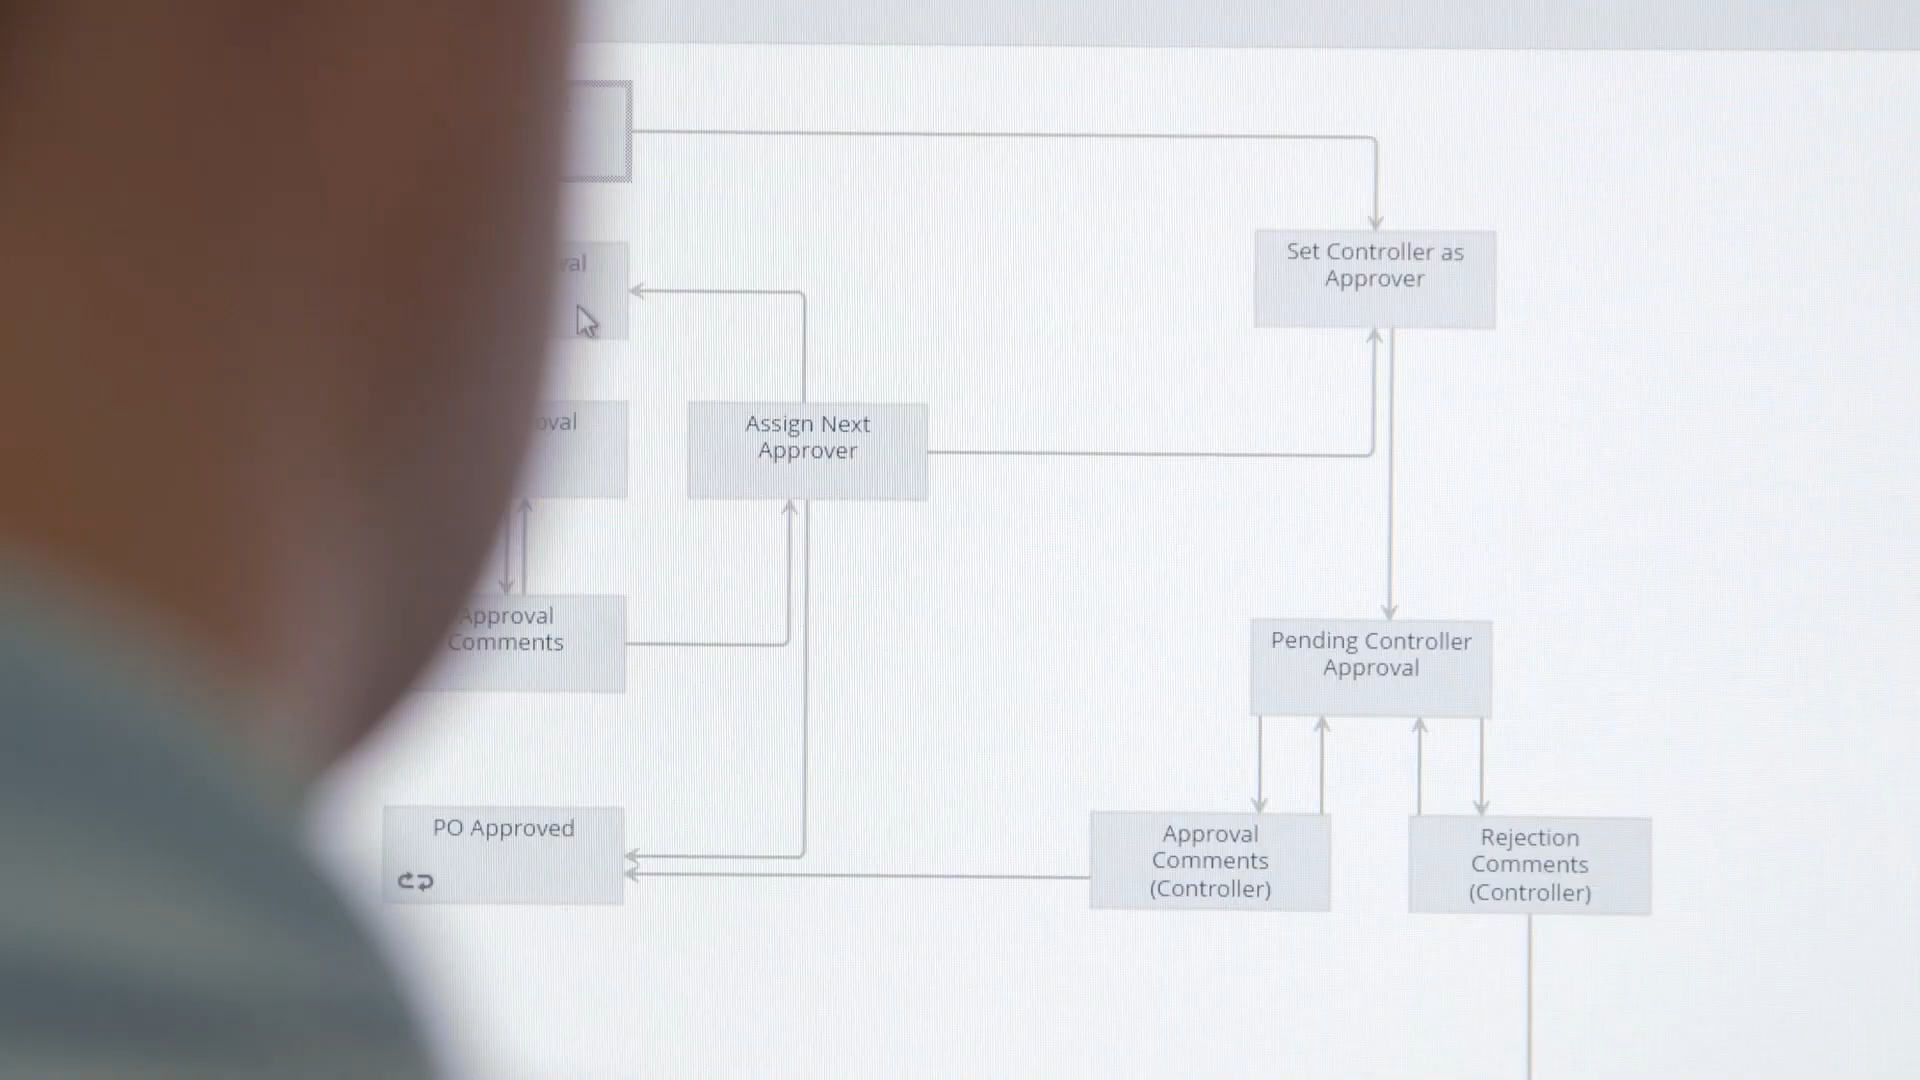 Set Controller as
Approver
Assign Next
Approver
Approval
Comments
Pending Controller
Approval
PO Approved
Approval
Comments
(Controller)
Rejection
Comments
(Controller)